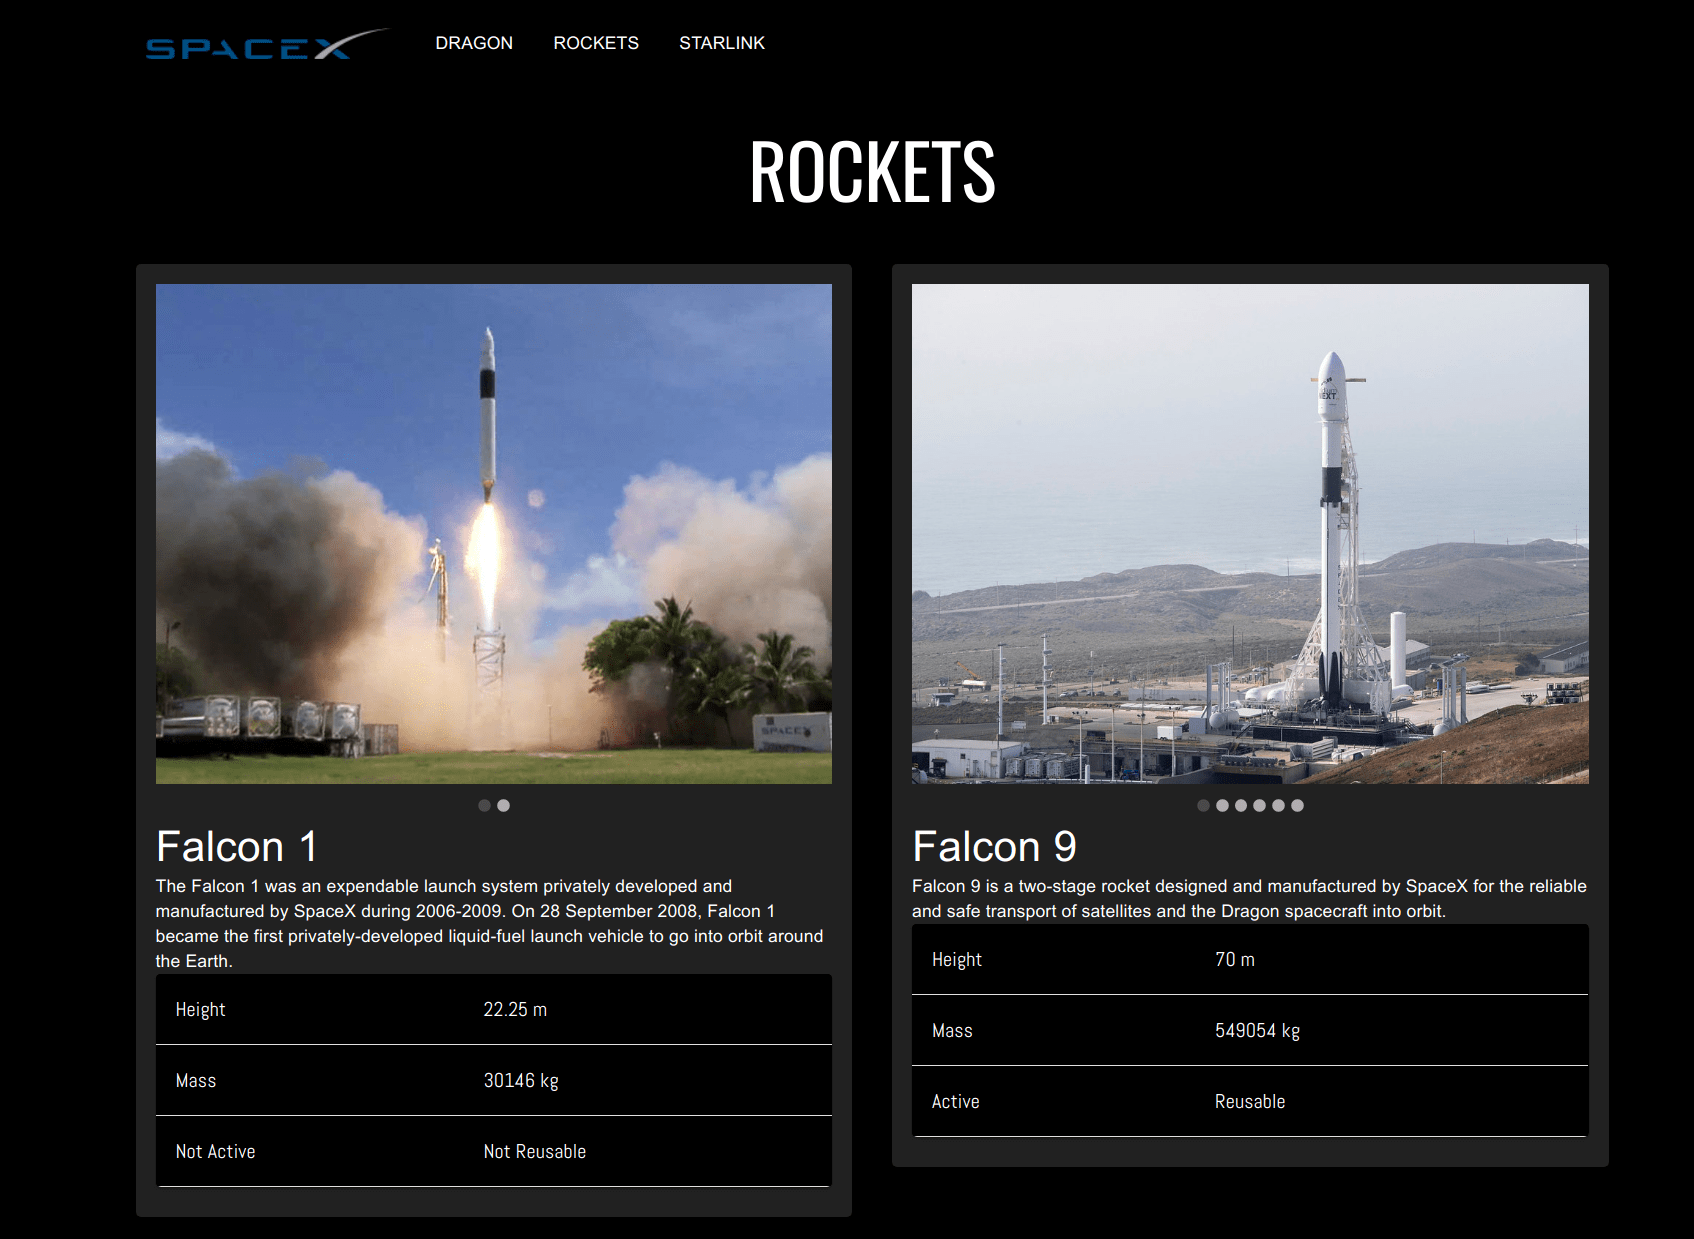 SPACEX
DRAGON
ROCKETS
STARLINK
ROCKETS
SPACEX
Falcon 1
The Falcon 1 was an expendable launch system privately developed and
manufactured by SpaceX during 2006-2009. On 28 September 2008, Falcon 1
became the first privately-developed liquid-fuel launch vehicle to go into orbit around
the Earth.
Height 22.25 m
Mass 30146 kg
Not Active Not Reusable
NEXT
Falcon 9
Falcon 9 is a two-stage rocket designed and manufactured by SpaceX for the reliable
and safe transport of satellites and the Dragon spacecraft into orbit.
Height 70 m
Mass 549054 kg
Active Reusable